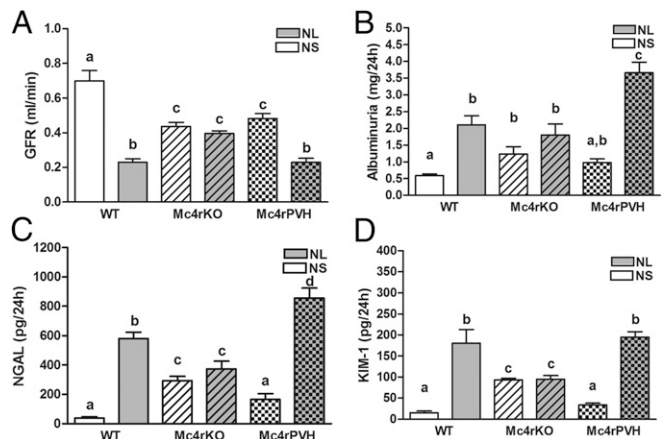 A
GFR (ml/min)
1.0
0.8
0.6
0.4
0.2
0.0
NL
NS
a
b
c
c
c
b
WT
Mc4rKO
Mc4rPVH
B
Albuminuria (mg/24h)
5.0
4.5
4.0
3.5
3.0
2.5
2.0
1.5
1.0
0.5
0.0
NL
NS
a
b
b
b
a,b
c
WT
Mc4rKO
Mc4rPVH
C
NGAL (pg/24h)
1200
1000
800
600
400
200
0
NL
NS
a
b
c
c
a
d
WT
Mc4rKO
Mc4rPVH
D
KIM-1 (pg/24h)
400
350
300
250
200
150
100
50
0
NL
NS
a
b
c
c
a
b
WT
Mc4rKO
Mc4rPVH